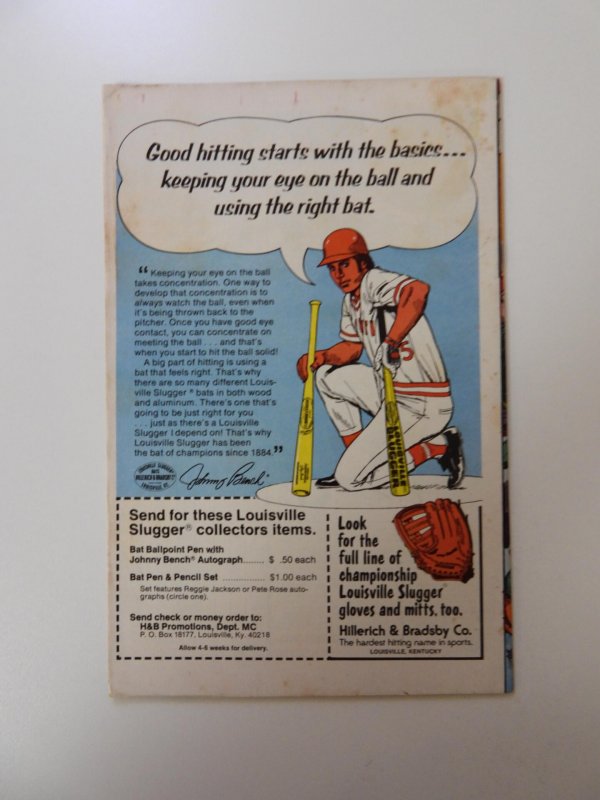 Good hitting starts with the basics...
keeping your eye on the ball and
using the right bat.
“ Keeping your eye on the ball
takes concentration. One way to
develop that concentration is to
always watch the ball, even when
it's being thrown back to the
pitcher. Once you have good eye
contact, you can concentrate on
meeting the ball . . . and that's
when you start to hit the ball solid!
A big part of hitting is using a
bat that feels right. That's why
there are so many different Louis-
ville Slugger ® bats in both wood
and aluminum. There's one that's
going to be just right for you
. . . just as there's a Louisville
Slugger I depend on! That's why
Louisville Slugger has been
the bat of champions since 1884.”
Johnny Bench
5
LOUISVILLE
SLUGGER
Send for these Louisville
Slugger® collectors items.
Bat Ballpoint Pen with
Johnny Bench® Autograph....... $ .50 each
Bat Pen & Pencil Set ............... $1.00 each
Set features Reggie Jackson or Pete Rose auto-
graphs (circle one).
Send check or money order to:
H&B Promotions, Dept. MC
P. O. Box 18177, Louisville, Ky. 40218
Allow 4-6 weeks for delivery.
Look
for the
full line of
championship
Louisville Slugger
gloves and mitts, too.
Hillerich & Bradsby Co.
The hardest hitting name in sports.
LOUISVILLE, KENTUCKY